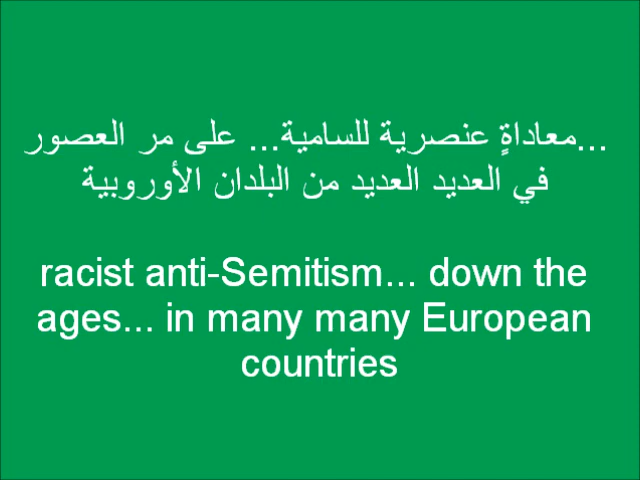 ...معاداةٍ عنصرية للسامية... على مر العصور
في العديد العديد من البلدان الأوروبية
racist anti-Semitism... down the
ages... in many many European
countries